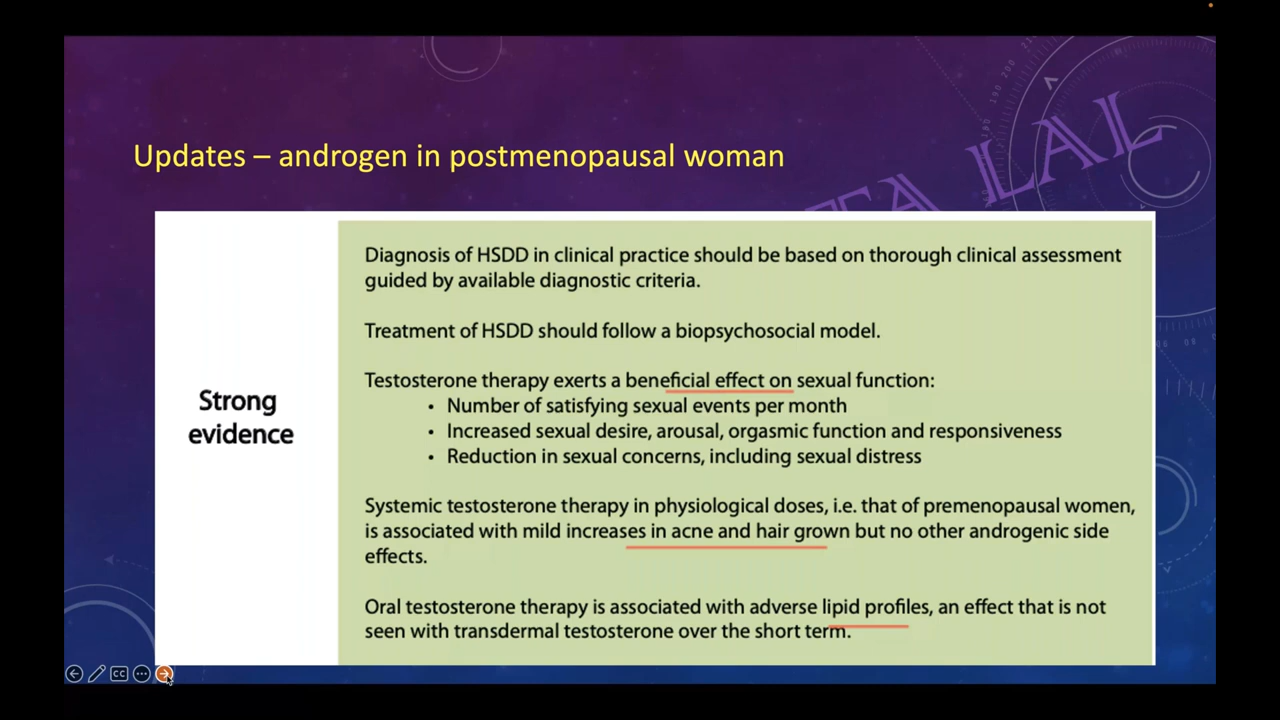 Updates – androgen in postmenopausal woman
TA LAL
Strong
evidence
Diagnosis of HSDD in clinical practice should be based on thorough clinical assessment
guided by available diagnostic criteria.
Treatment of HSDD should follow a biopsychosocial model.
Testosterone therapy exerts a beneficial effect on sexual function:
• Number of satisfying sexual events per month
• Increased sexual desire, arousal, orgasmic function and responsiveness
• Reduction in sexual concerns, including sexual distress
Systemic testosterone therapy in physiological doses, i.e. that of premenopausal women,
is associated with mild increases in acne and hair grown but no other androgenic side
effects.
Oral testosterone therapy is associated with adverse lipid profiles, an effect that is not
seen with transdermal testosterone over the short term.
CC